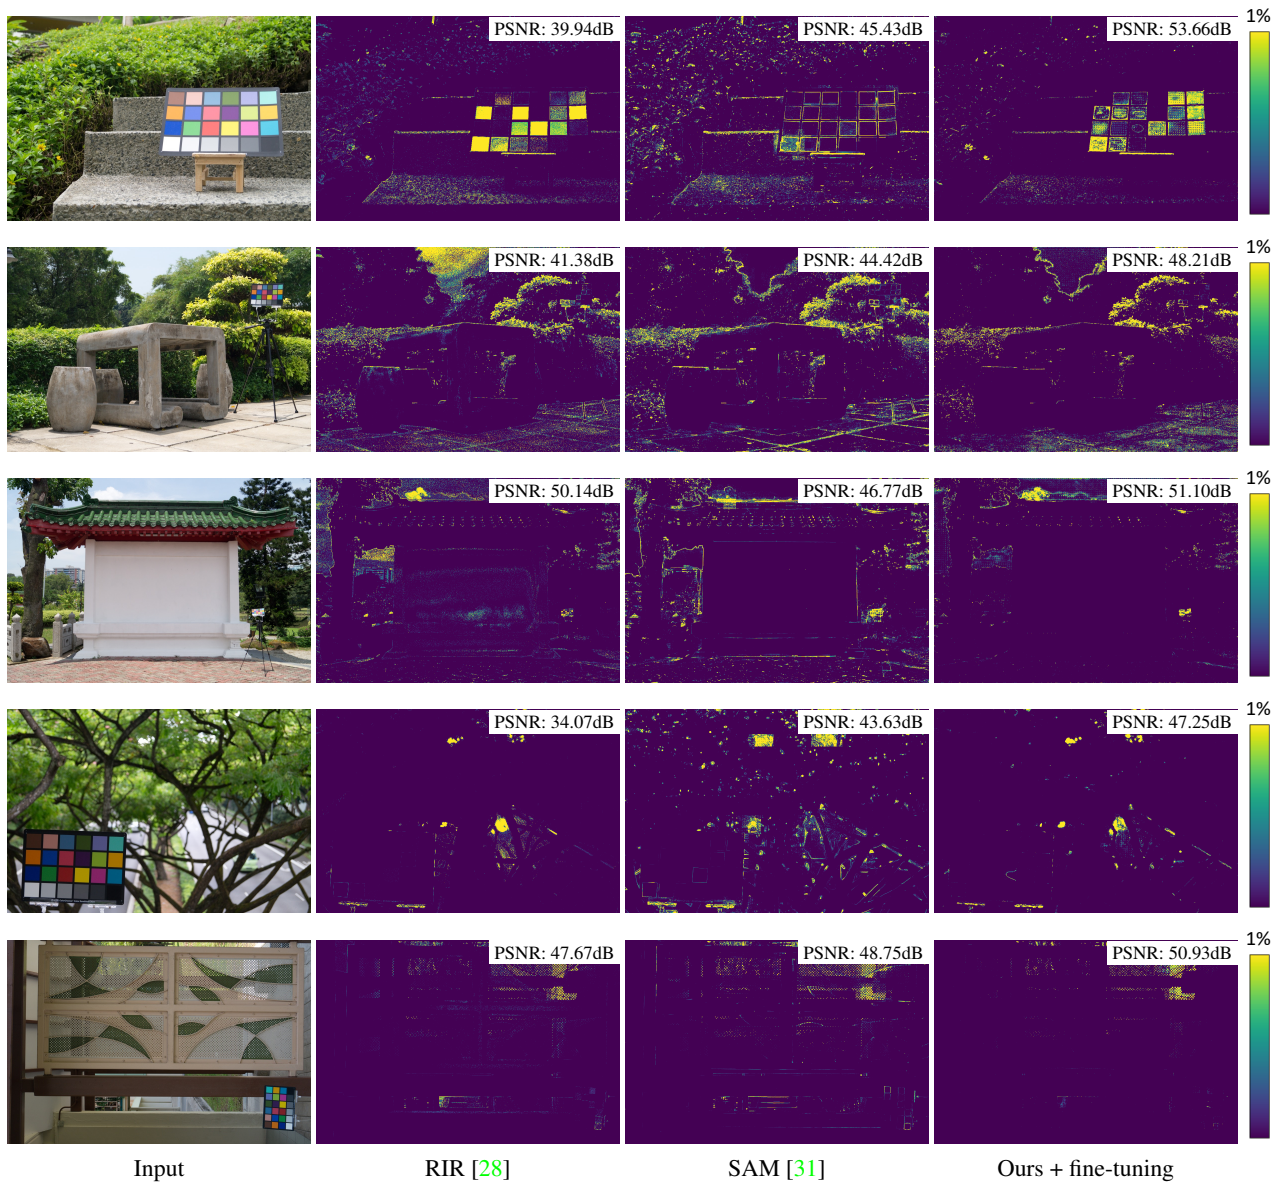 PSNR: 39.94dB
PSNR: 45.43dB
PSNR: 53.66dB
1%
PSNR: 41.38dB
PSNR: 44.42dB
PSNR: 48.21dB
1%
PSNR: 50.14dB
PSNR: 46.77dB
PSNR: 51.10dB
1%
PSNR: 34.07dB
PSNR: 43.63dB
PSNR: 47.25dB
1%
PSNR: 47.67dB
PSNR: 48.75dB
PSNR: 50.93dB
1%
Input
RIR [28]
SAM [31]
Ours + fine-tuning